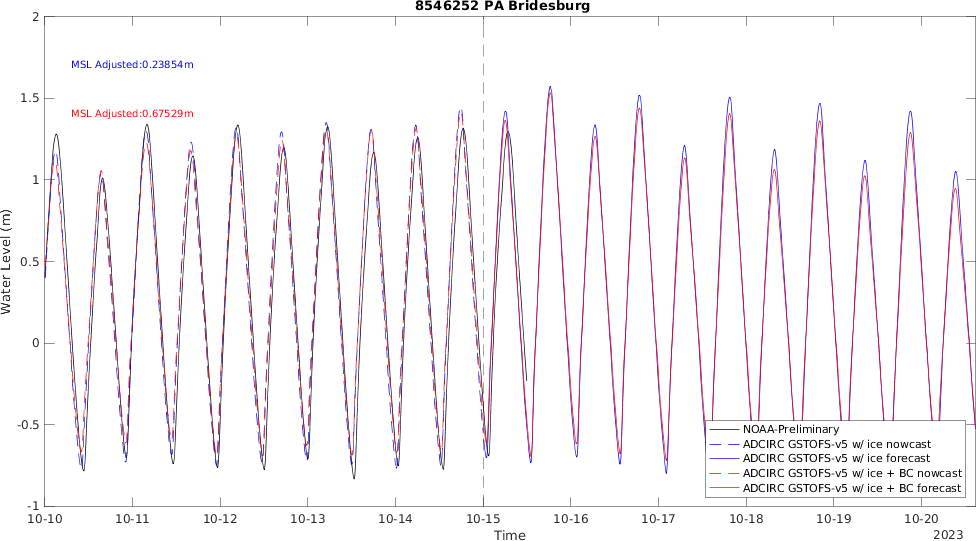 8546252 PA Bridesburg
2
MSL Adjusted:0.23854m
1.5
MSL Adjusted:0.67529m
1
0.5
0
-0.5
-1
Water Level (m)
NOAA-Preliminary
ADCIRC GSTOFS-v5 w/ ice nowcast
ADCIRC GSTOFS-v5 w/ ice forecast
ADCIRC GSTOFS-v5 w/ ice + BC nowcast
ADCIRC GSTOFS-v5 w/ ice + BC forecast
10-10 10-11 10-12 10-13 10-14 10-15 10-16 10-17 10-18 10-19 10-20
Time
2023